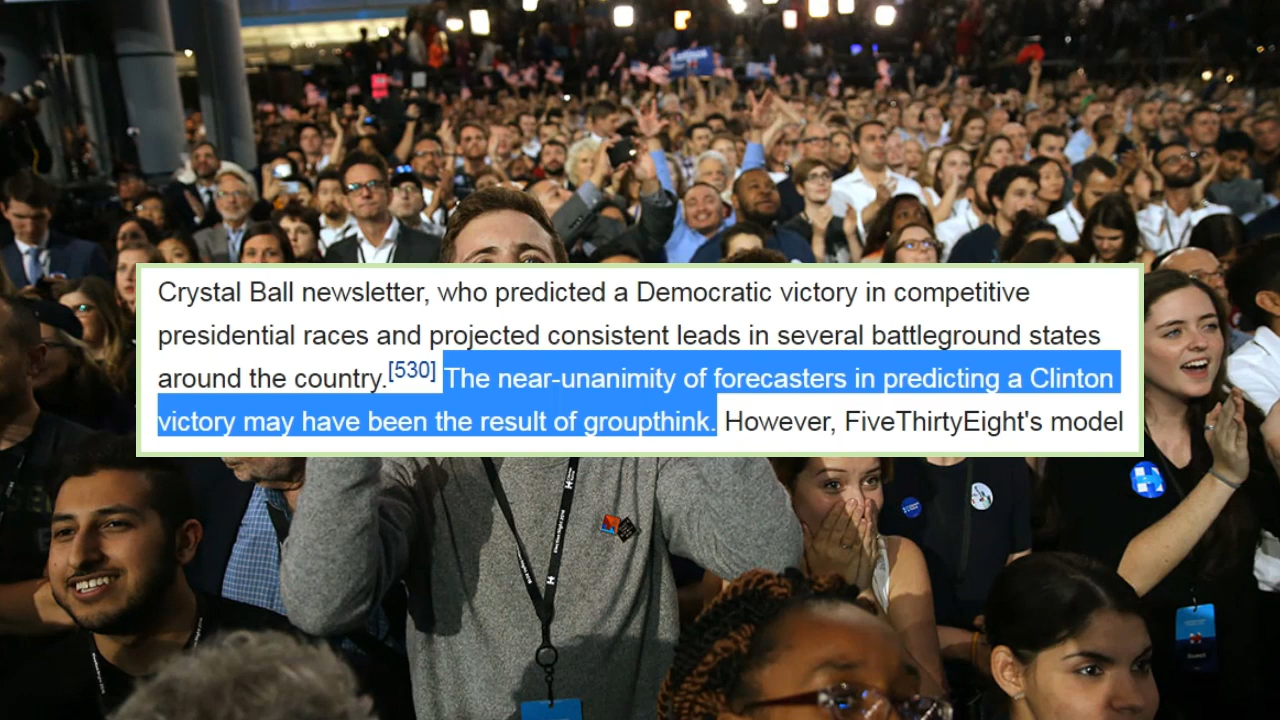 Crystal Ball newsletter, who predicted a Democratic victory in competitive
presidential races and projected consistent leads in several battleground states
around the country.[530] The near-unanimity of forecasters in predicting a Clinton
victory may have been the result of groupthink. However, FiveThirtyEight's model